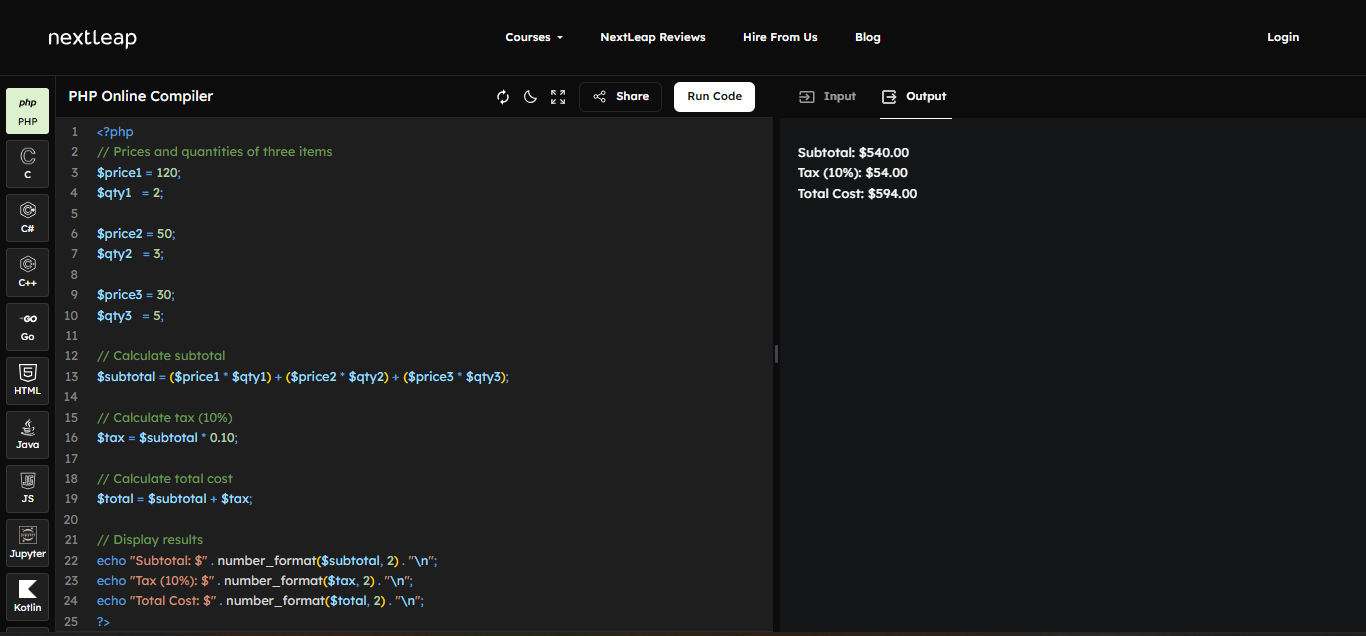 nextleap
Courses
NextLeap Reviews
Hire From Us
Blog
Login
php
PHP
C
C#
C++
GO
Go
HTML
Java
JS
Jupyter
Kotlin
PHP Online Compiler
Share
Run Code
1 <?php
2 // Prices and quantities of three items
3 $price1 = 120;
4 $qty1   = 2;
5
6 $price2 = 50;
7 $qty2   = 3;
8
9 $price3 = 30;
10 $qty3   = 5;
11
12 // Calculate subtotal
13 $subtotal = ($price1 * $qty1) + ($price2 * $qty2) + ($price3 * $qty3);
14
15 // Calculate tax (10%)
16 $tax = $subtotal * 0.10;
17
18 // Calculate total cost
19 $total = $subtotal + $tax;
20
21 // Display results
22 echo "Subtotal: $" . number_format($subtotal, 2) . "\n";
23 echo "Tax (10%): $" . number_format($tax, 2) . "\n";
24 echo "Total Cost: $" . number_format($total, 2) . "\n";
25 ?>
Input
Output
Subtotal: $540.00
Tax (10%): $54.00
Total Cost: $594.00